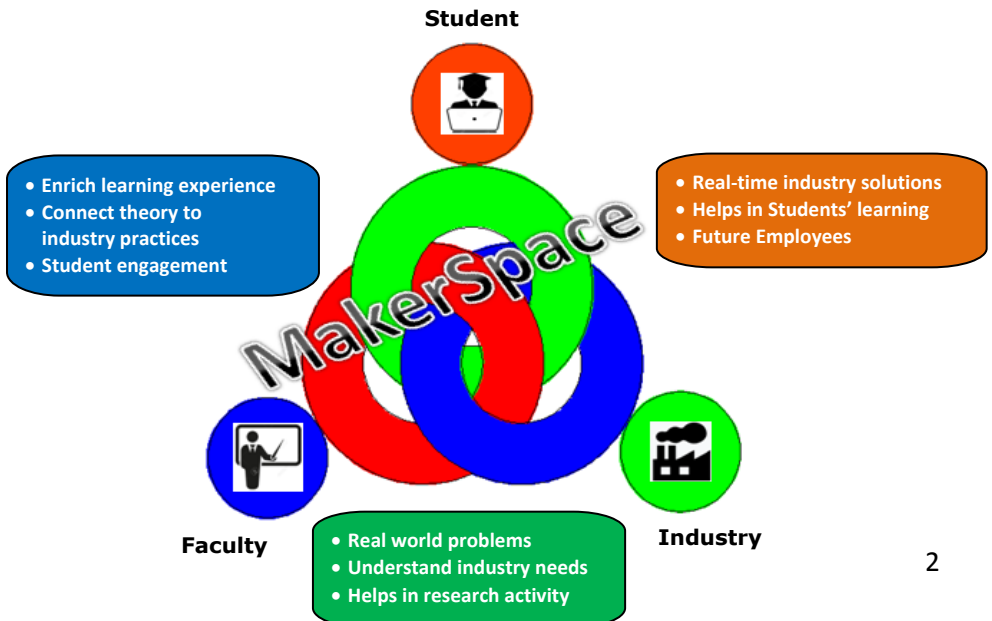 Student
• Enrich learning experience
• Connect theory to
industry practices
• Student engagement
• Real-time industry solutions
• Helps in Students’ learning
• Future Employees
MakerSpace
Faculty
• Real world problems
• Understand industry needs
• Helps in research activity
Industry
2